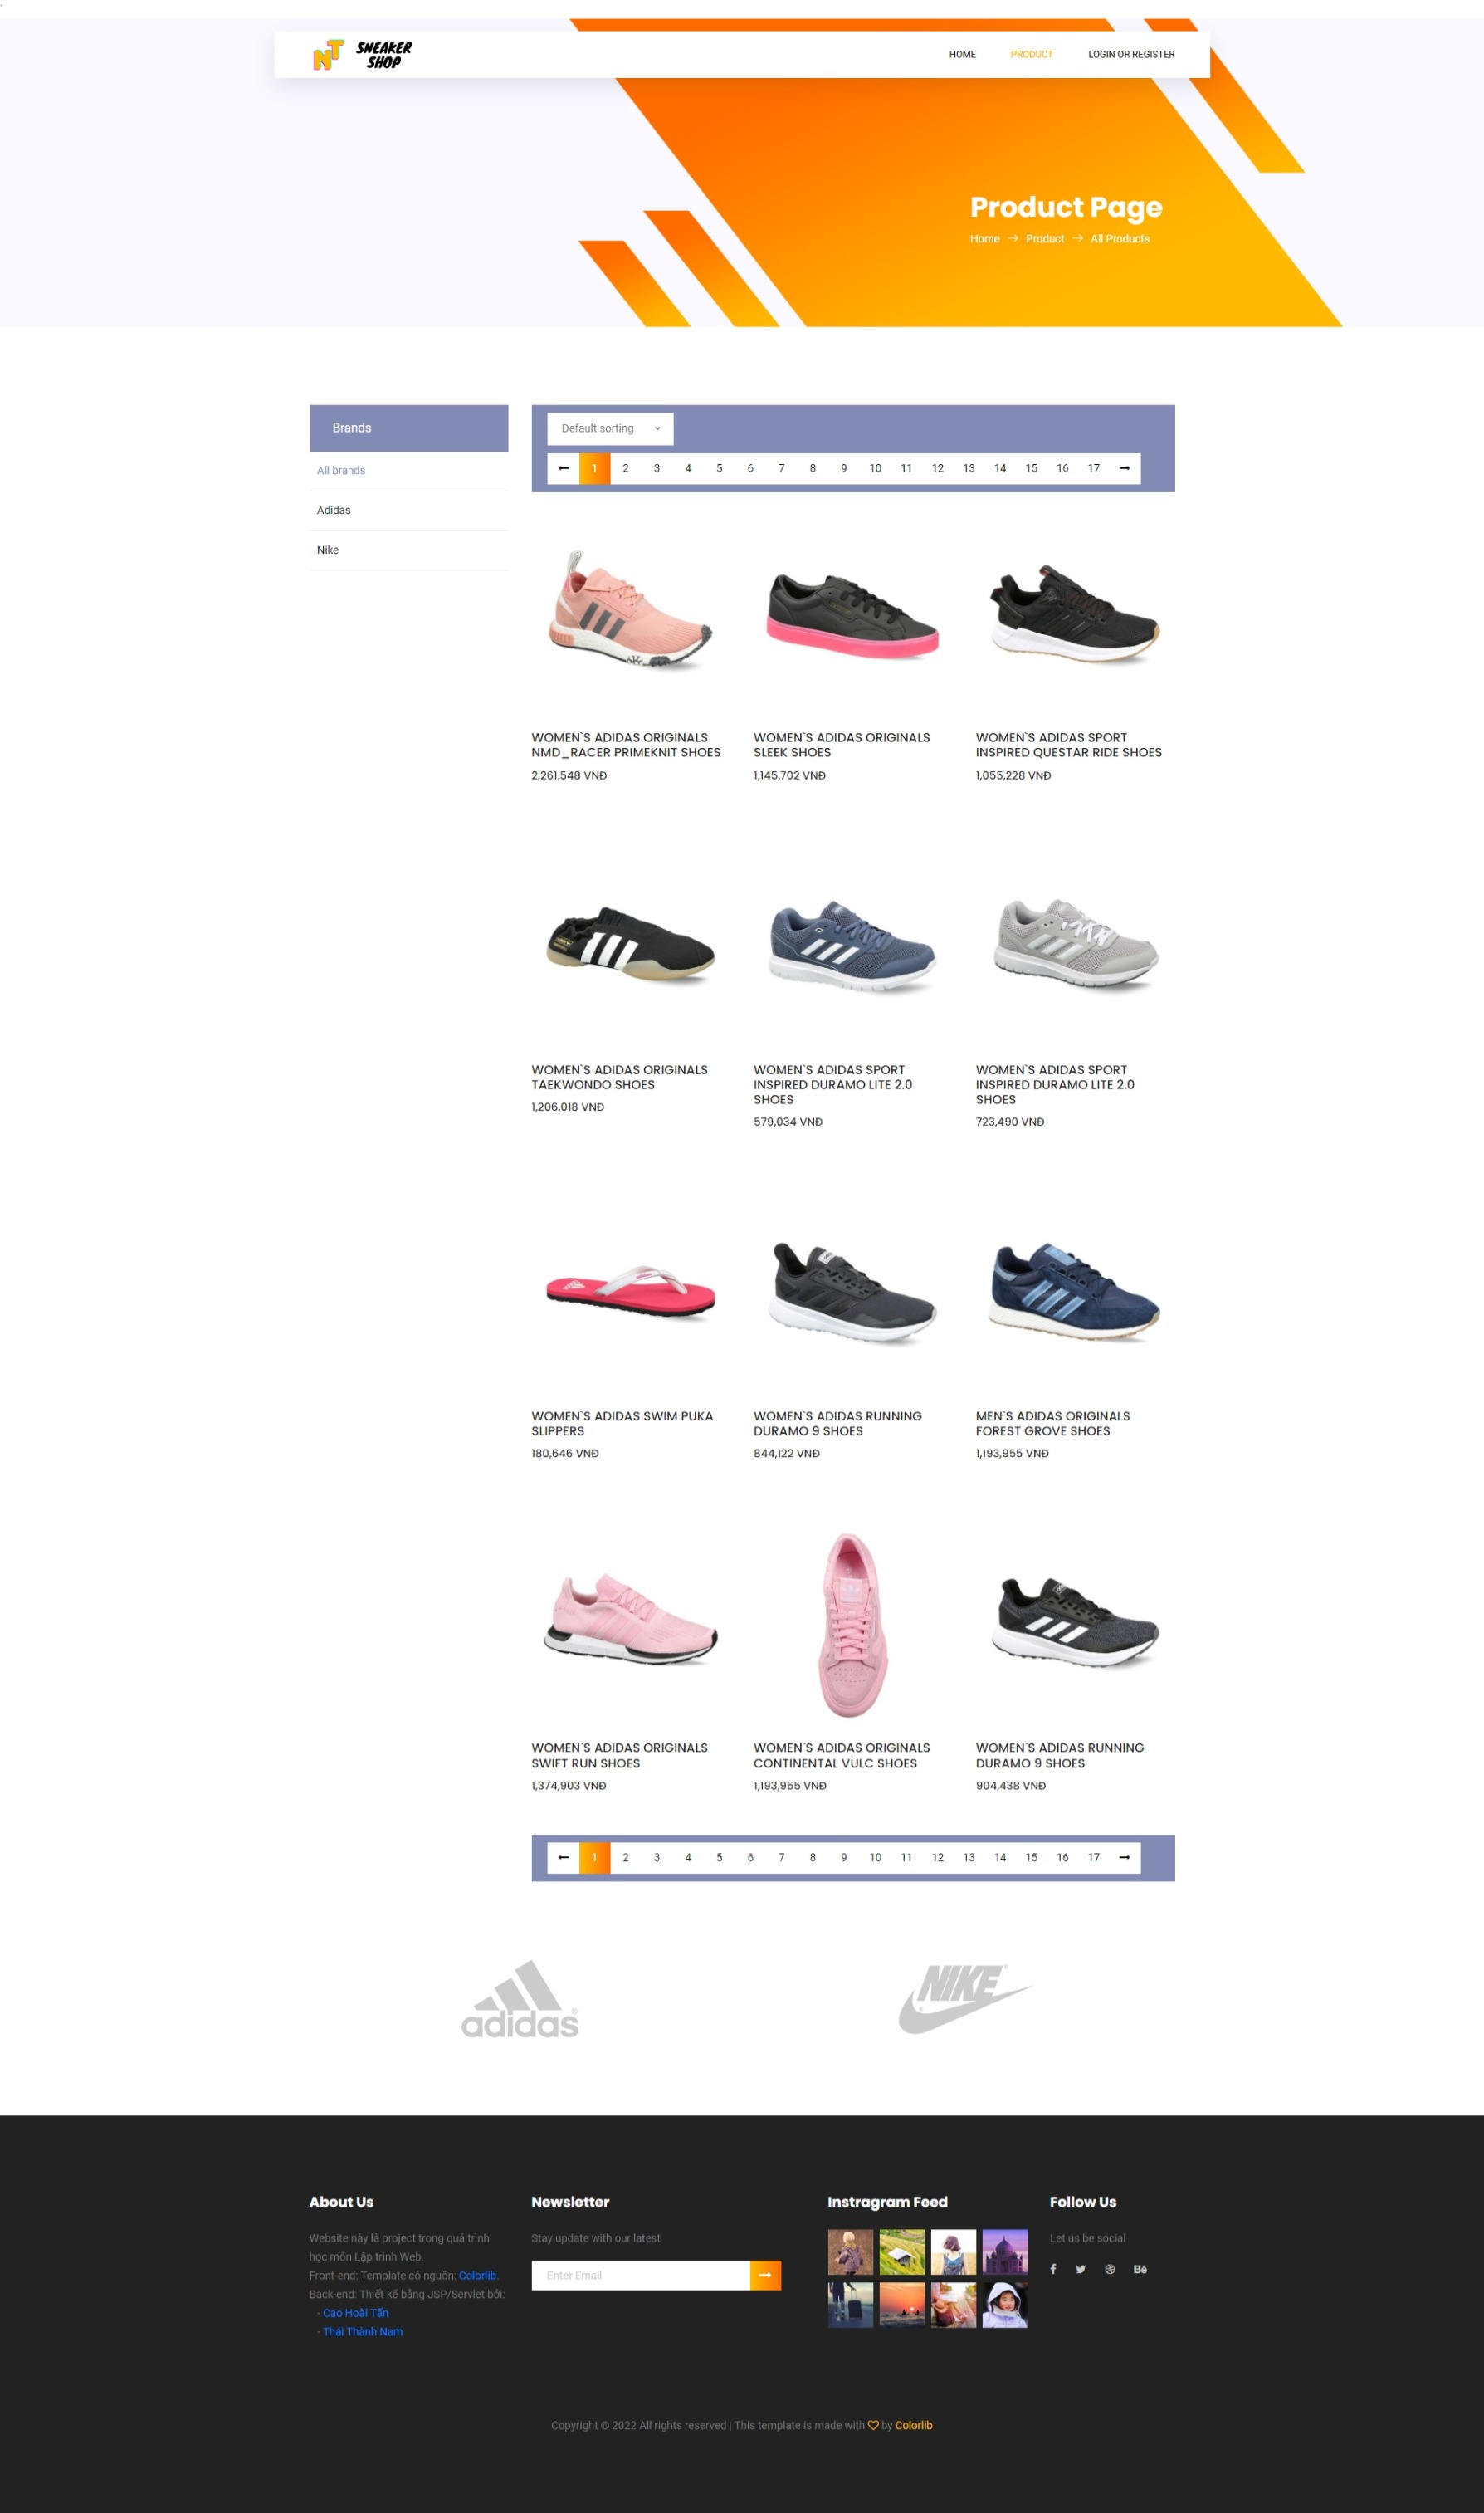 NT SNEAKER
SHOP
HOME PRODUCT LOGIN OR REGISTER
Product Page
Home → Product → All Products
Brands
All brands
Adidas
Nike
Default sorting
← 1 2 3 4 5 6 7 8 9 10 11 12 13 14 15 16 17 →
WOMEN`S ADIDAS ORIGINALS
NMD_RACER PRIMEKNIT SHOES
2,261,548 VNĐ
WOMEN`S ADIDAS ORIGINALS
SLEEK SHOES
1,145,702 VNĐ
WOMEN`S ADIDAS SPORT
INSPIRED QUESTAR RIDE SHOES
1,055,228 VNĐ
WOMEN`S ADIDAS ORIGINALS
TAEKWONDO SHOES
1,206,018 VNĐ
WOMEN`S ADIDAS SPORT
INSPIRED DURAMO LITE 2.0
SHOES
579,034 VNĐ
WOMEN`S ADIDAS SPORT
INSPIRED DURAMO LITE 2.0
SHOES
723,490 VNĐ
WOMEN`S ADIDAS SWIM PUKA
SLIPPERS
180,646 VNĐ
WOMEN`S ADIDAS RUNNING
DURAMO 9 SHOES
844,122 VNĐ
MEN`S ADIDAS ORIGINALS
FOREST GROVE SHOES
1,193,955 VNĐ
WOMEN`S ADIDAS ORIGINALS
SWIFT RUN SHOES
1,374,903 VNĐ
WOMEN`S ADIDAS ORIGINALS
CONTINENTAL VULC SHOES
1,193,955 VNĐ
WOMEN`S ADIDAS RUNNING
DURAMO 9 SHOES
904,438 VNĐ
← 1 2 3 4 5 6 7 8 9 10 11 12 13 14 15 16 17 →
adidas®
NIKE
About Us
Website này là project trong quá trình
học môn Lập trình Web.
Front-end: Template có nguồn: Colorlib.
Back-end: Thiết kế bằng JSP/Servlet bởi:
- Cao Hoài Tấn
- Thái Thành Nam
Newsletter
Stay update with our latest
Enter Email
Instragram Feed
Follow Us
Let us be social
Bē
Copyright © 2022 All rights reserved | This template is made with ♡ by Colorlib